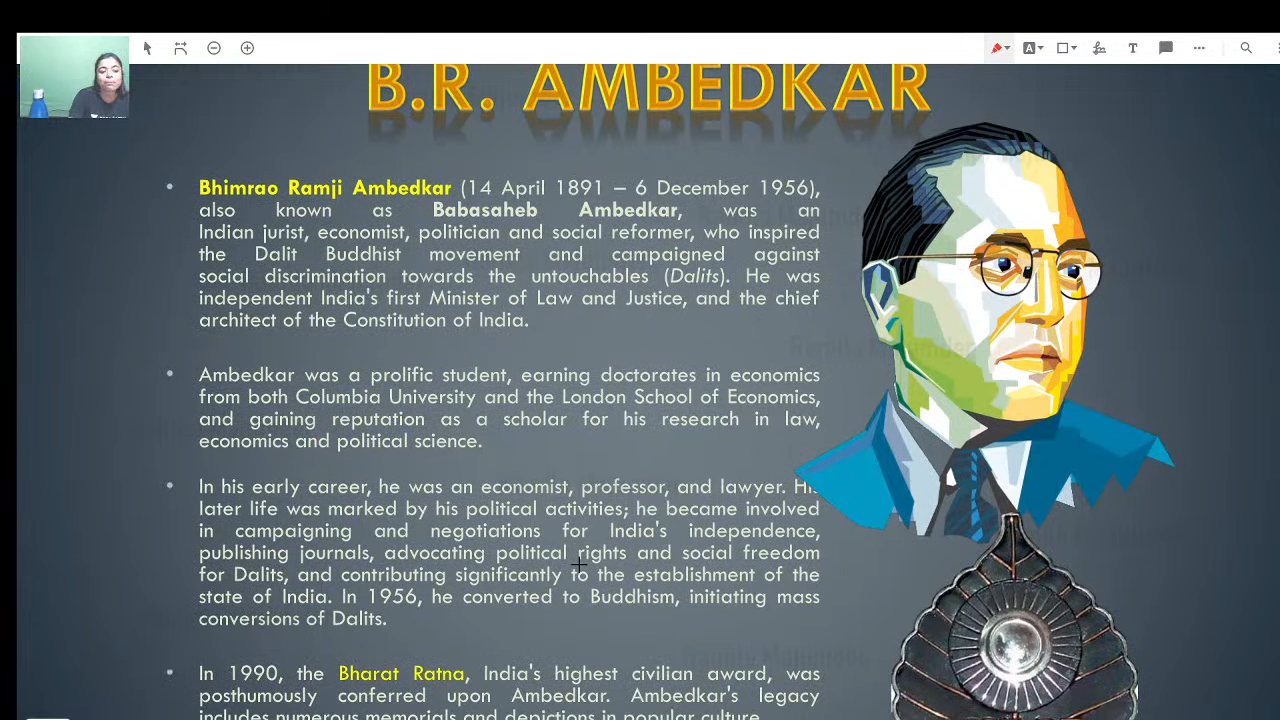 B.R. AMBEDKAR
Bhimrao Ramji Ambedkar (14 April 1891 – 6 December 1956),
also known as Babasaheb Ambedkar, was an
Indian jurist, economist, politician and social reformer, who inspired
the Dalit Buddhist movement and campaigned against
social discrimination towards the untouchables (Dalits). He was
independent India's first Minister of Law and Justice, and the chief
architect of the Constitution of India.
Ambedkar was a prolific student, earning doctorates in economics
from both Columbia University and the London School of Economics,
and gaining reputation as a scholar for his research in law,
economics and political science.
In his early career, he was an economist, professor, and lawyer. His
later life was marked by his political activities; he became involved
in campaigning and negotiations for India's independence,
publishing journals, advocating political rights and social freedom
for Dalits, and contributing significantly to the establishment of the
state of India. In 1956, he converted to Buddhism, initiating mass
conversions of Dalits.
In 1990, the Bharat Ratna, India's highest civilian award, was
posthumously conferred upon Ambedkar. Ambedkar's legacy
includes numerous memorials and depictions in popular culture.